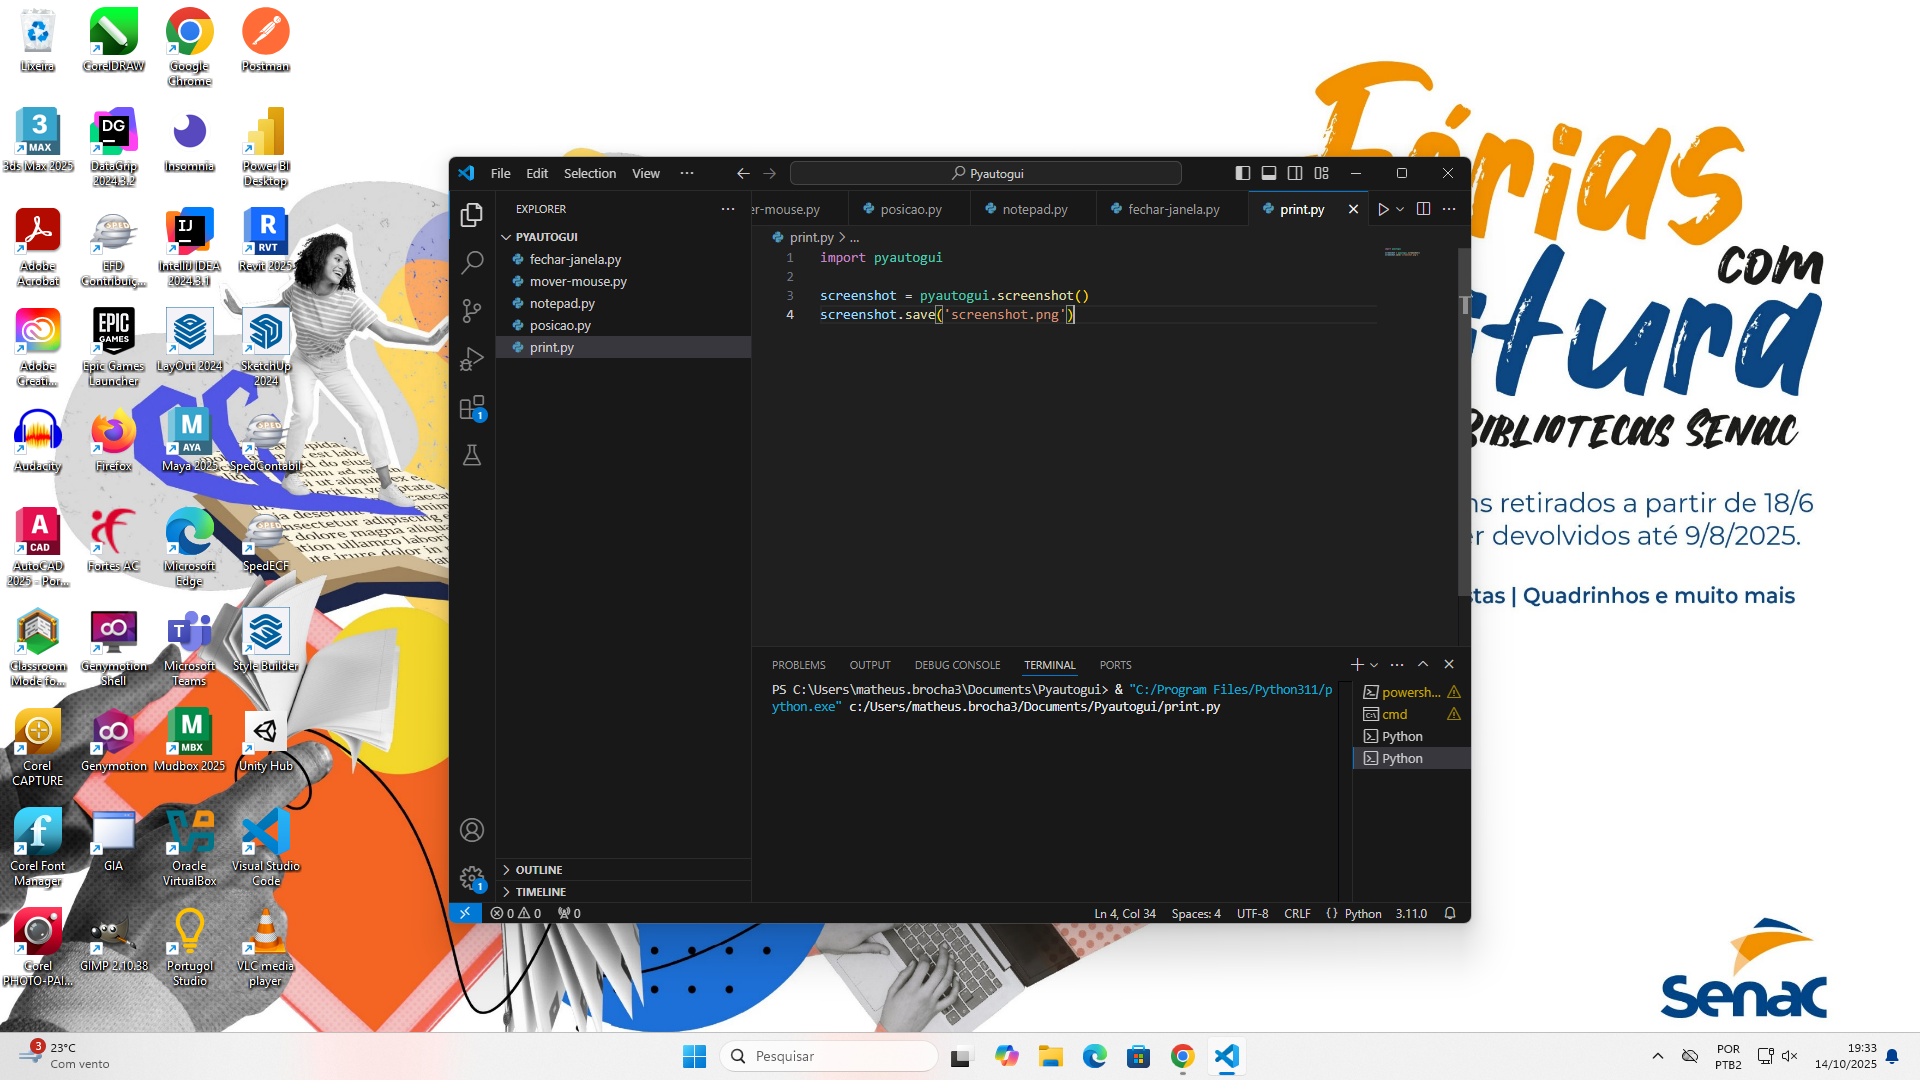 Lixeira
CorelDRAW
Google
Chrome
Postman
3ds Max 2025
DataGrip
2024.3.2
Insomnia
Power BI
Desktop
Adobe
Acrobat
EFD
Contribuiç...
IntelliJ IDEA
2024.3.1
Revit 2025
Adobe
Creati...
Epic Games
Launcher
LayOut 2024
SketchUp
2024
Audacity
Firefox
Maya 2025
SpedContabil
AutoCAD
2025 - Por...
Fortes AC
Microsoft
Edge
SpedECF
Classroom
Mode fo...
Genymotion
Shell
Microsoft
Teams
Style Builder
Corel
CAPTURE
Genymotion
Mudbox 2025
Unity Hub
Corel Font
Manager
GIA
Oracle
VirtualBox
Visual Studio
Code
Corel
PHOTO-PAI...
GIMP 2.10.38
Portugol
Studio
VLC media
player
File Edit Selection View ···
Pyautogui
EXPLORER
PYAUTOGUI
fechar-janela.py
mover-mouse.py
notepad.py
posicao.py
print.py
OUTLINE
TIMELINE
er-mouse.py posicao.py notepad.py fechar-janela.py print.py
print.py > ...
1 import pyautogui
2
3 screenshot = pyautogui.screenshot()
4 screenshot.save('screenshot.png')
PROBLEMS OUTPUT DEBUG CONSOLE TERMINAL PORTS
PS C:\Users\matheus.brocha3\Documents\Pyautogui> & "C:/Program Files/Python311/p
ython.exe" c:/Users/matheus.brocha3/Documents/Pyautogui/print.py
powersh...
cmd
Python
Python
0 0 0
Ln 4, Col 34 Spaces: 4 UTF-8 CRLF {} Python 3.11.0
Férias
com
tura
BIBLIOTECAS SENAC
ns retirados a partir de 18/6
er devolvidos até 9/8/2025.
stas | Quadrinhos e muito mais
Senac
3
23°C
Com vento
Pesquisar
POR
PTB2
19:33
14/10/2025